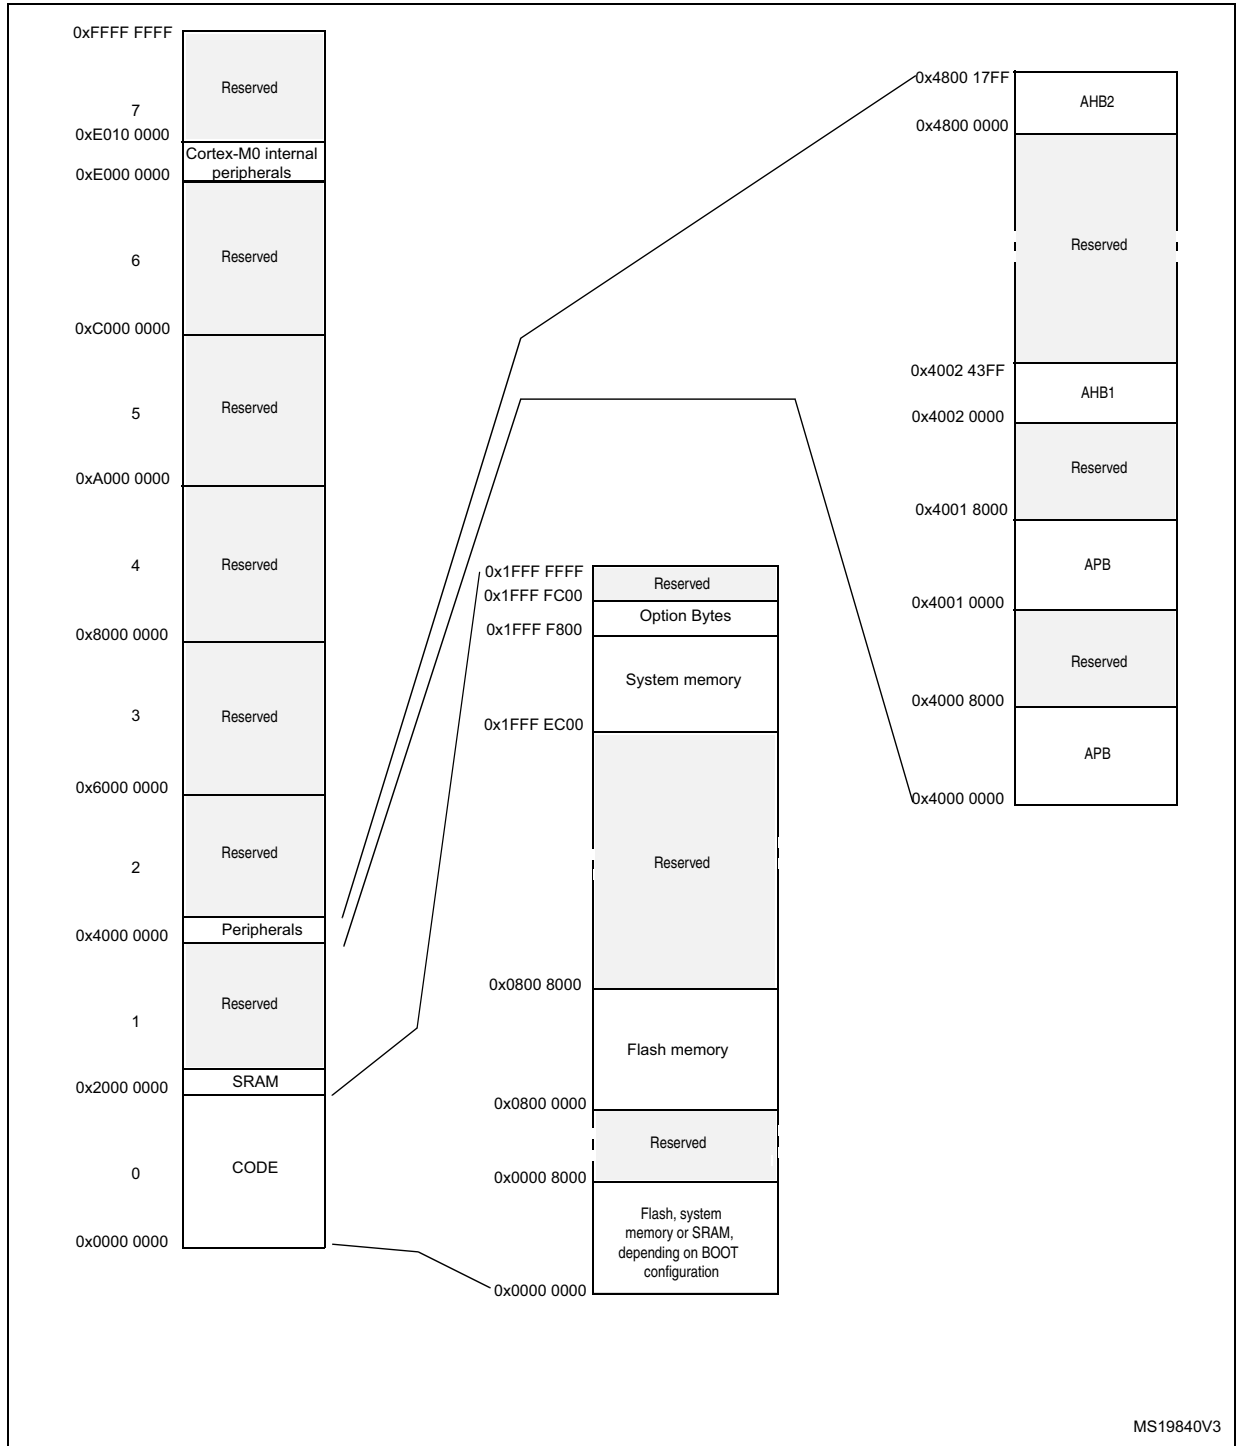 0xFFFF FFFF
Reserved
7
0xE010 0000
Cortex-M0 internal
peripherals
0xE000 0000
Reserved
6
0xC000 0000
Reserved
5
0xA000 0000
Reserved
4
0x8000 0000
Reserved
3
0x6000 0000
Reserved
2
Peripherals
0x4000 0000
Reserved
1
SRAM
0x2000 0000
CODE
0
0x0000 0000
0x1FFF FFFF
Reserved
0x1FFF FC00
Option Bytes
0x1FFF F800
System memory
0x1FFF EC00
Reserved
0x0800 8000
Flash memory
0x0800 0000
Reserved
0x0000 8000
Flash, system
memory or SRAM,
depending on BOOT
configuration
0x0000 0000
0x4800 17FF
AHB2
0x4800 0000
Reserved
0x4002 43FF
AHB1
0x4002 0000
Reserved
0x4001 8000
APB
0x4001 0000
Reserved
0x4000 8000
APB
0x4000 0000
MS19840V3